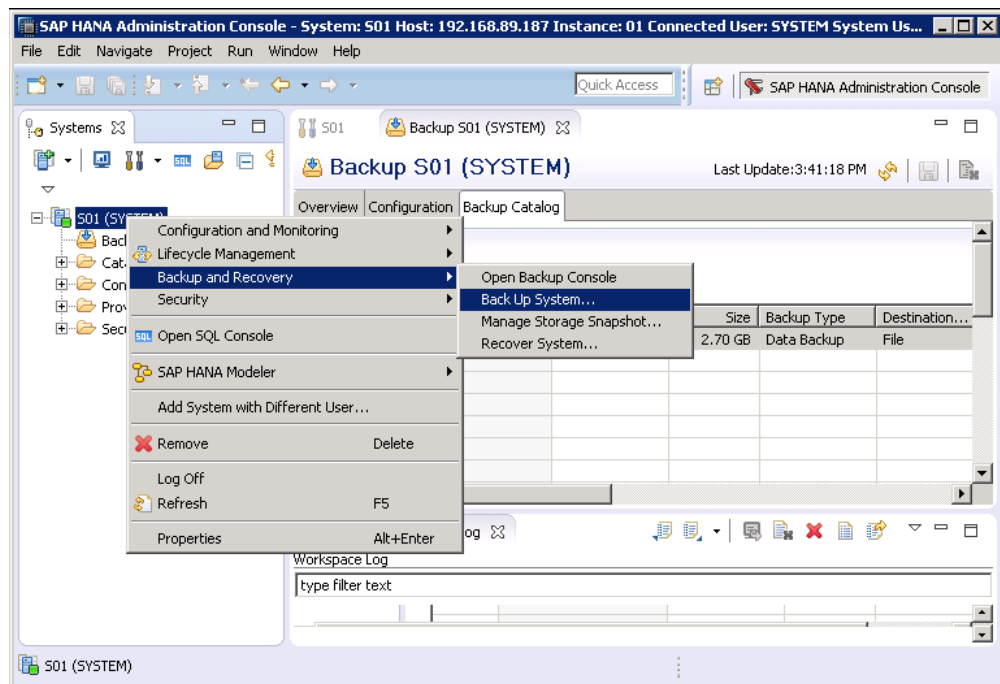 SAP HANA Administration Console - System: S01 Host: 192.168.89.187 Instance: 01 Connected User: SYSTEM System Us...
File Edit Navigate Project Run Window Help
Quick Access
SAP HANA Administration Console
Systems
S01
Backup S01 (SYSTEM)
SQL
Backup S01 (SYSTEM)
Last Update:3:41:18 PM
Overview Configuration Backup Catalog
S01 (SYSTEM)
Configuration and Monitoring
Lifecycle Management
Backup and Recovery
Security
SQL Open SQL Console
SAP HANA Modeler
Add System with Different User...
Remove Delete
Log Off
Refresh F5
Properties Alt+Enter
Open Backup Console
Back Up System...
Manage Storage Snapshot...
Recover System...
Size Backup Type Destination...
2.70 GB Data Backup File
Workspace Log
type filter text
S01 (SYSTEM)